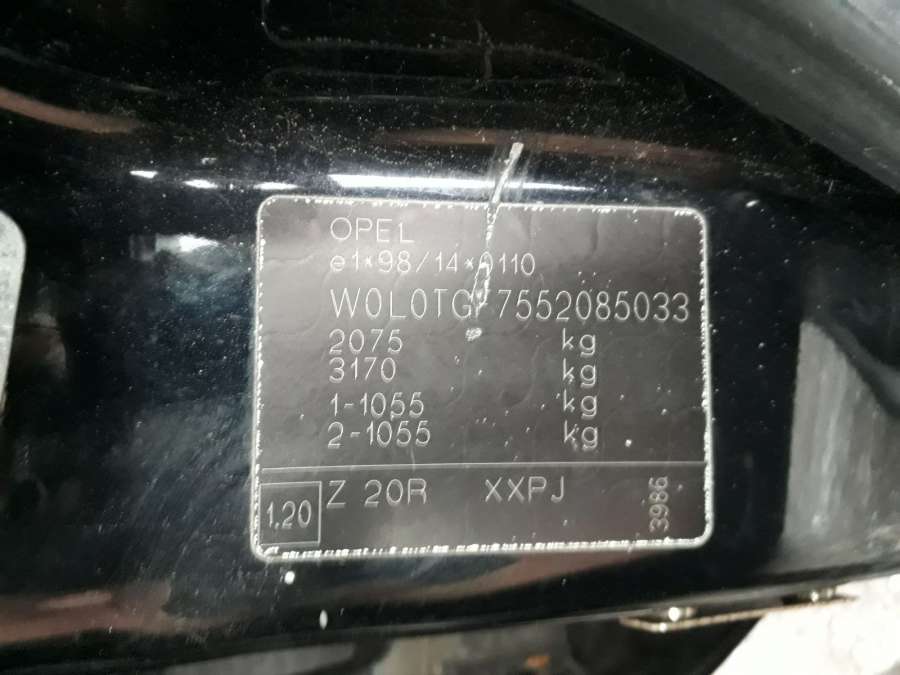 OPEL
e1*98/14*0110
W0L0TGF7552085033
2075 kg
3170 kg
1-1055 kg
2-1055 kg
1.20 Z 20R XXPJ 3986